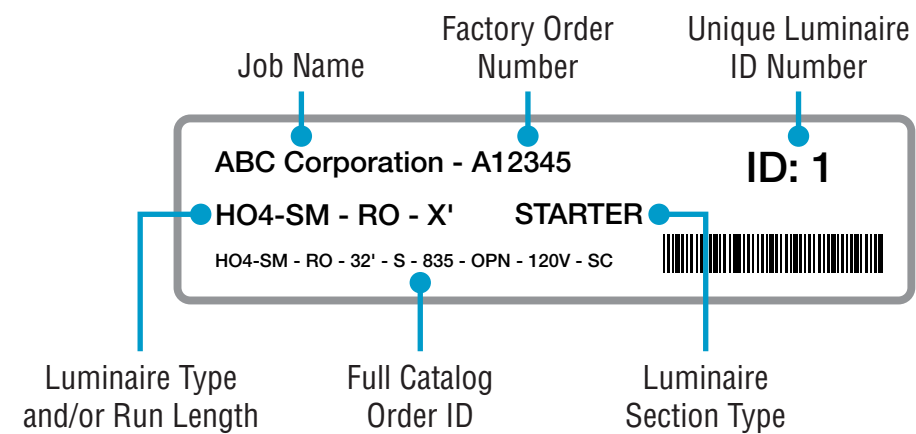 Factory Order
Number
Unique Luminaire
ID Number
Job Name
ABC Corporation - A12345
ID: 1
HO4-SM - RO - X'
STARTER
HO4-SM - RO - 32' - S - 835 - OPN - 120V - SC
Luminaire Type
and/or Run Length
Full Catalog
Order ID
Luminaire
Section Type